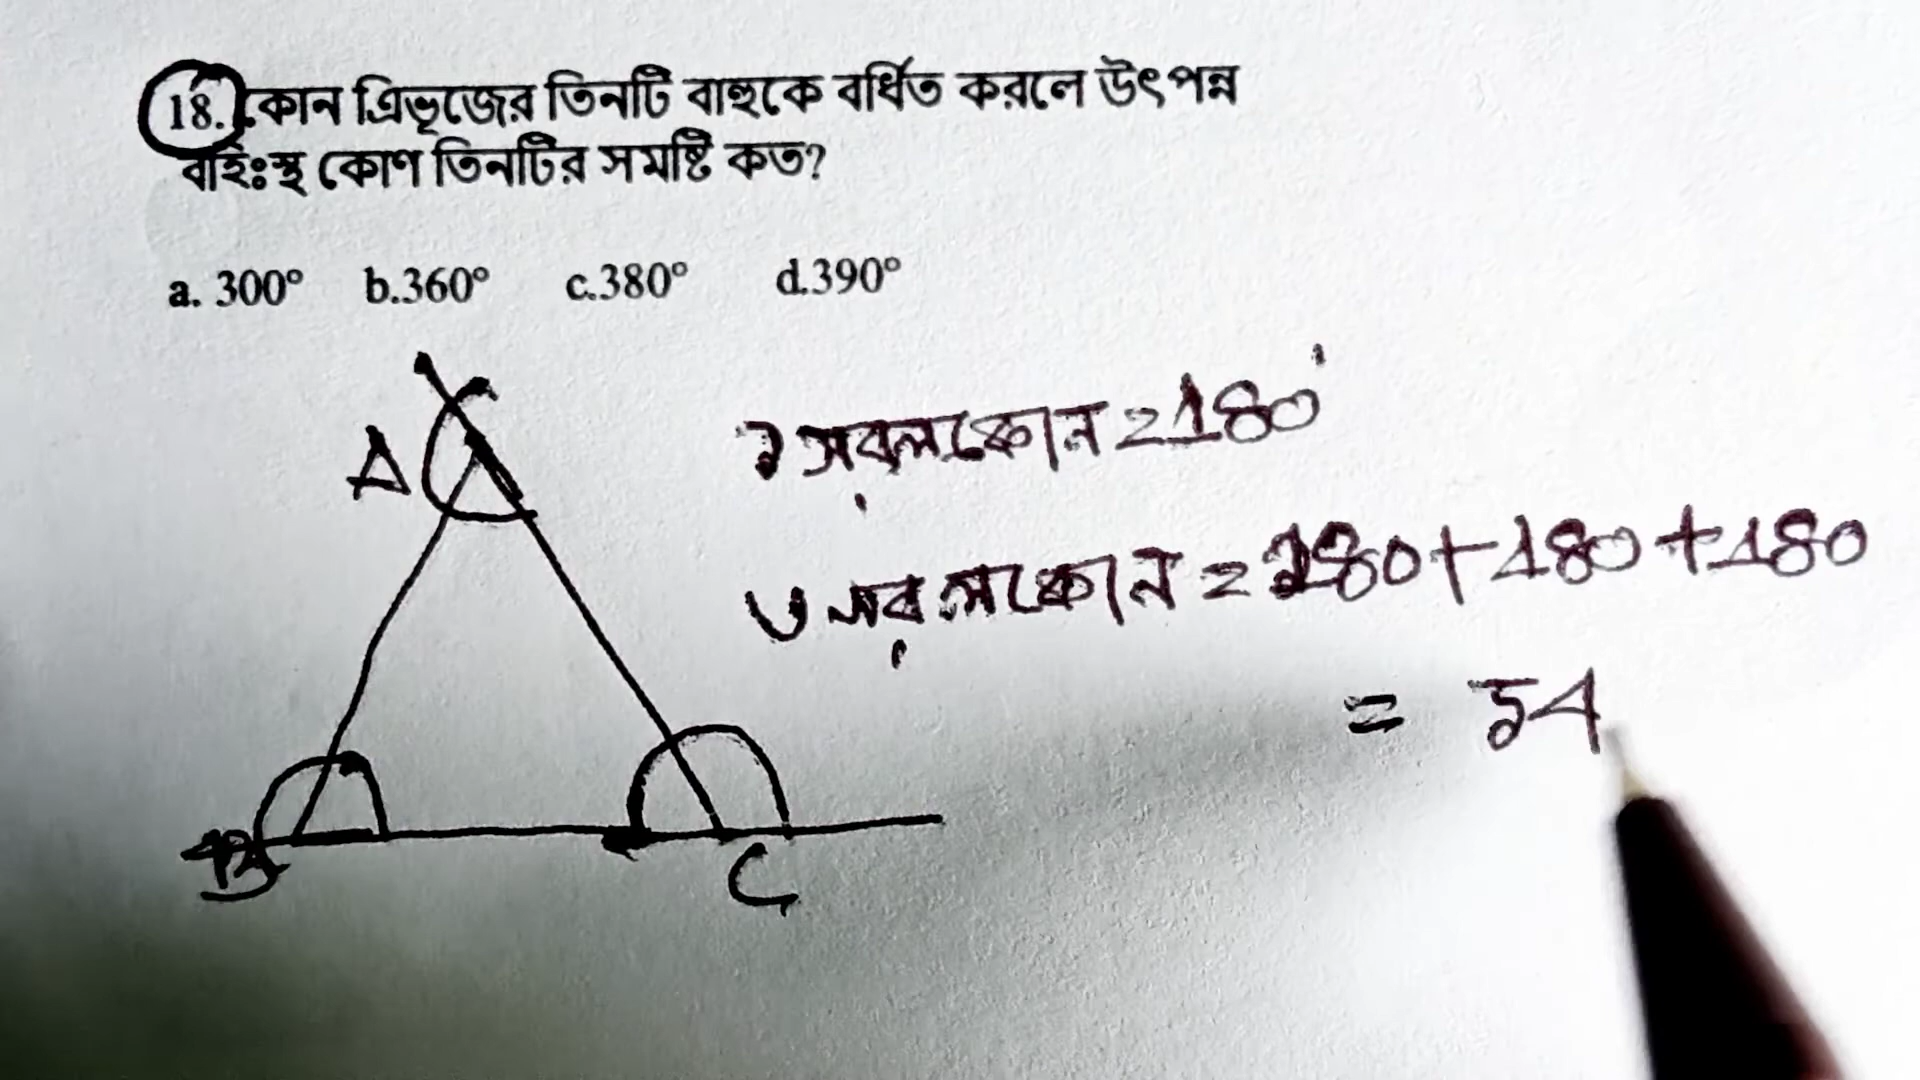 18. কোন ত্রিভূজের তিনটি বাহুকে বর্ধিত করলে উৎপন্ন
বহিঃস্থ কোণ তিনটির সমষ্টি কত?
a. 300° b.360° c.380° d.390°
A
১ সরলকোন = 180°
৩ সরলকোন = 180+180+180
= 54
B
C